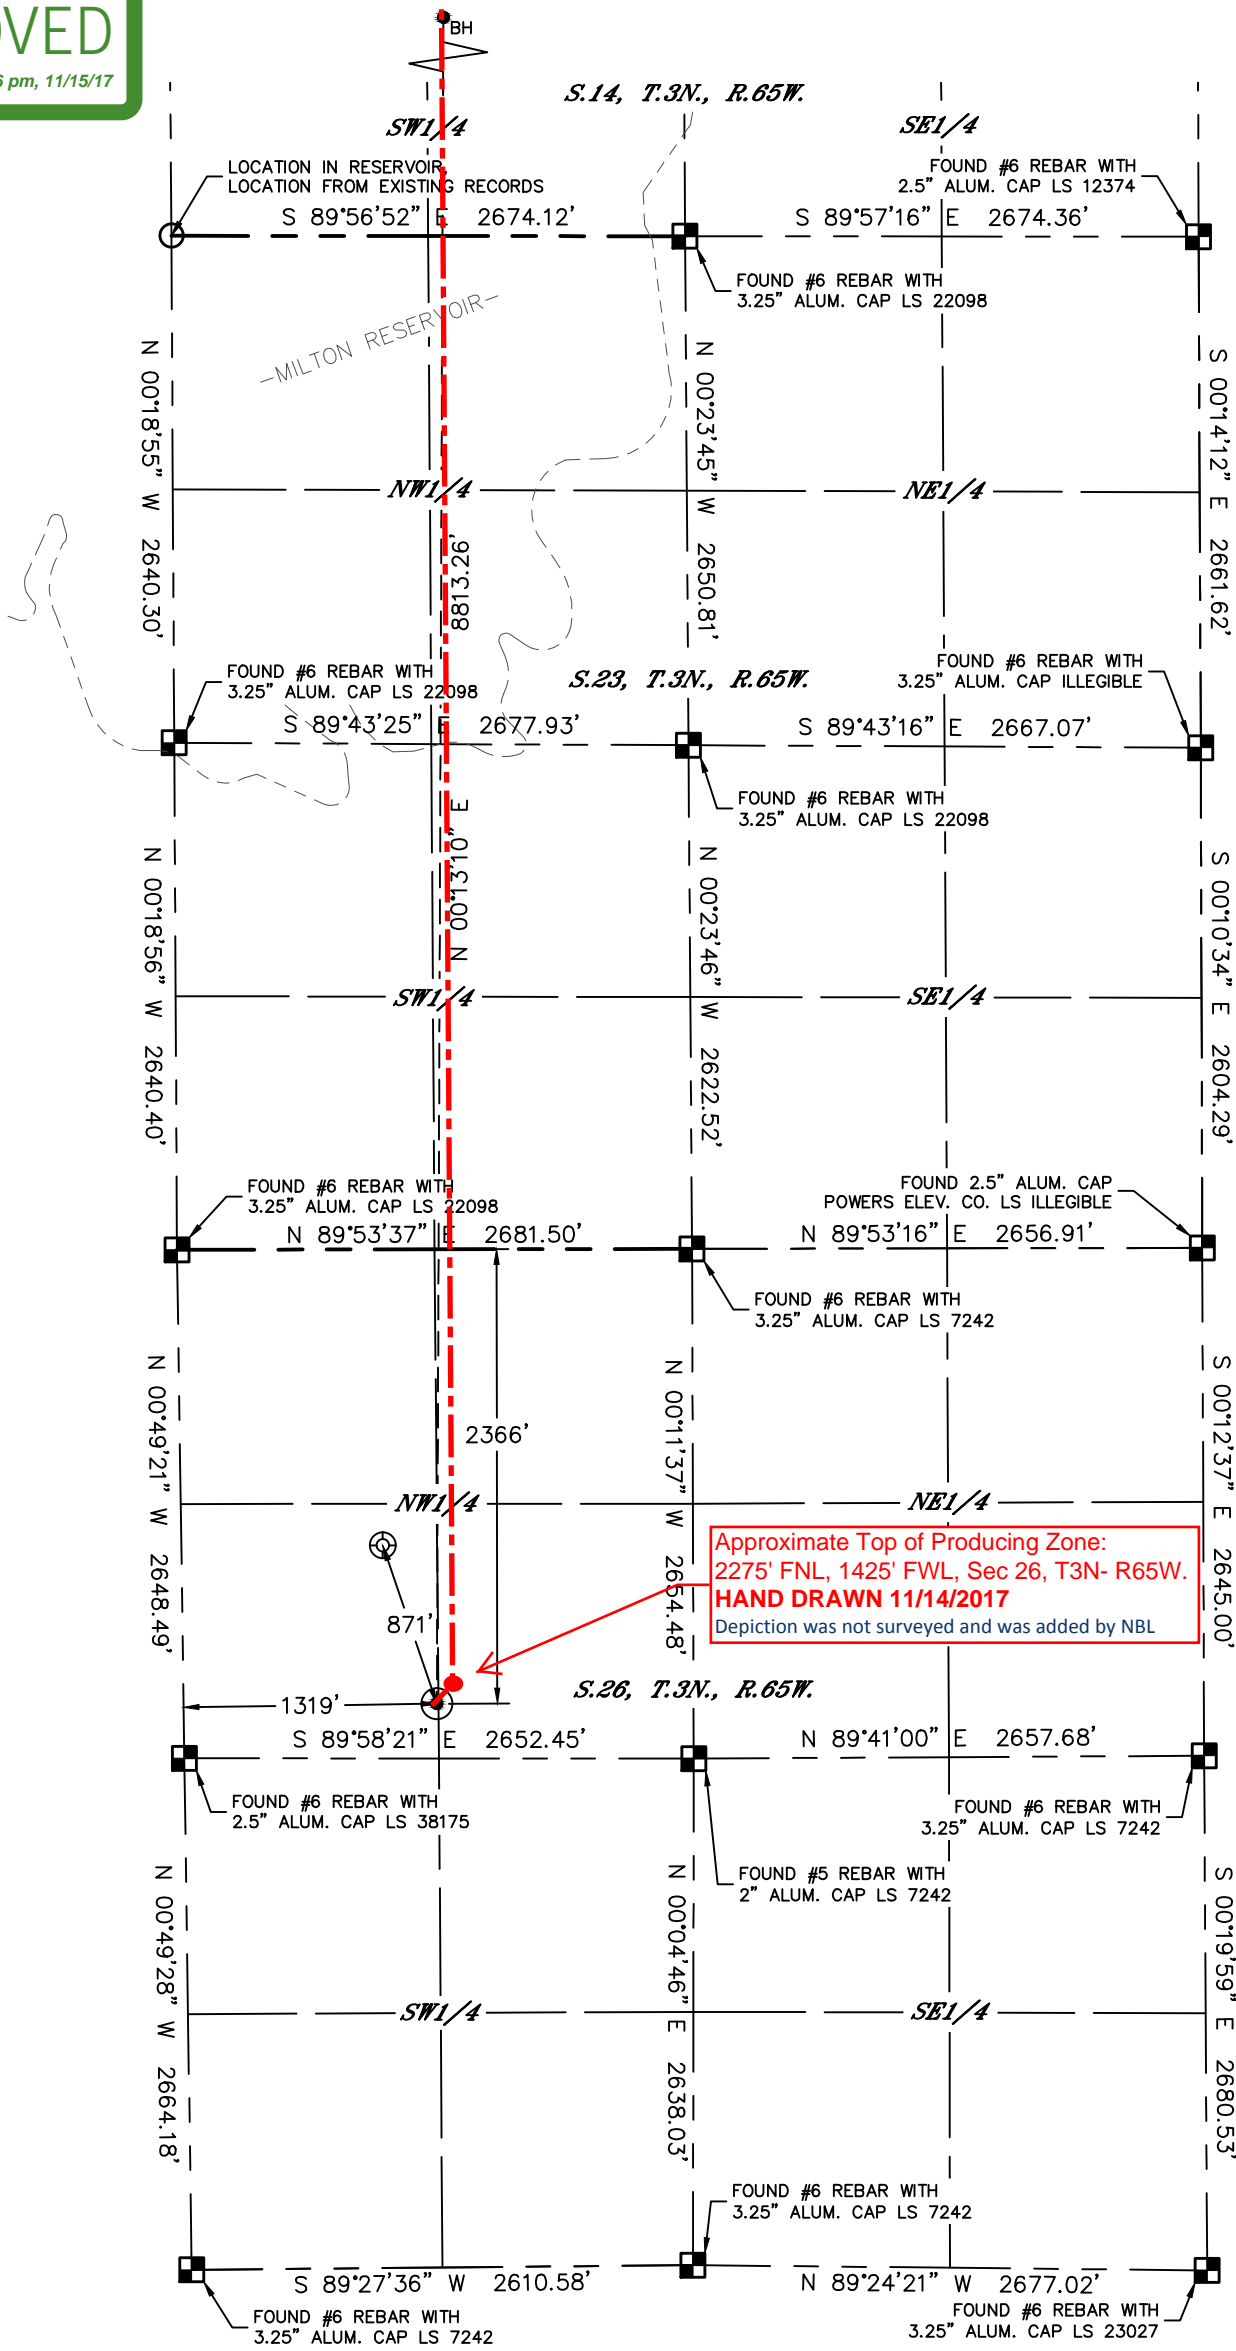 OVED
pm, 11/15/17
BH
S.14, T.3N., R.65W.
SW1/4
SE1/4
LOCATION IN RESERVOIR,
LOCATION FROM EXISTING RECORDS
FOUND #6 REBAR WITH
2.5" ALUM. CAP LS 12374
S 89°56'52" E 2674.12'
S 89°57'16" E 2674.36'
FOUND #6 REBAR WITH
3.25" ALUM. CAP LS 22098
-MILTON RESERVOIR-
N 00°18'55" W 2640.30'
N 00°23'45" W 2650.81'
S 00°14'12" E 2661.62'
NW1/4
NE1/4
8813.26'
FOUND #6 REBAR WITH
3.25" ALUM. CAP LS 22098
S.23, T.3N., R.65W.
FOUND #6 REBAR WITH
3.25" ALUM. CAP ILLEGIBLE
S 89°43'25" E 2677.93'
S 89°43'16" E 2667.07'
FOUND #6 REBAR WITH
3.25" ALUM. CAP LS 22098
N 00°13'10" E
N 00°18'56" W 2640.40'
N 00°23'46" W 2622.52'
S 00°10'34" E 2604.29'
SW1/4
SE1/4
FOUND #6 REBAR WITH
3.25" ALUM. CAP LS 22098
FOUND 2.5" ALUM. CAP
POWERS ELEV. CO. LS ILLEGIBLE
N 89°53'37" E 2681.50'
N 89°53'16" E 2656.91'
FOUND #6 REBAR WITH
3.25" ALUM. CAP LS 7242
N 00°49'21" W 2648.49'
N 00°11'37" W 2654.48'
S 00°12'37" E 2645.00'
2366'
NW1/4
NE1/4
Approximate Top of Producing Zone:
2275' FNL, 1425' FWL, Sec 26, T3N- R65W.
HAND DRAWN 11/14/2017
Depiction was not surveyed and was added by NBL
871'
1319'
S.26, T.3N., R.65W.
S 89°58'21" E 2652.45'
N 89°41'00" E 2657.68'
FOUND #6 REBAR WITH
2.5" ALUM. CAP LS 38175
FOUND #6 REBAR WITH
3.25" ALUM. CAP LS 7242
FOUND #5 REBAR WITH
2" ALUM. CAP LS 7242
N 00°49'28" W 2664.18'
N 00°04'46" E 2638.03'
S 00°19'59" E 2680.53'
SW1/4
SE1/4
FOUND #6 REBAR WITH
3.25" ALUM. CAP LS 7242
S 89°27'36" W 2610.58'
N 89°24'21" W 2677.02'
FOUND #6 REBAR WITH
3.25" ALUM. CAP LS 7242
FOUND #6 REBAR WITH
3.25" ALUM. CAP LS 23027